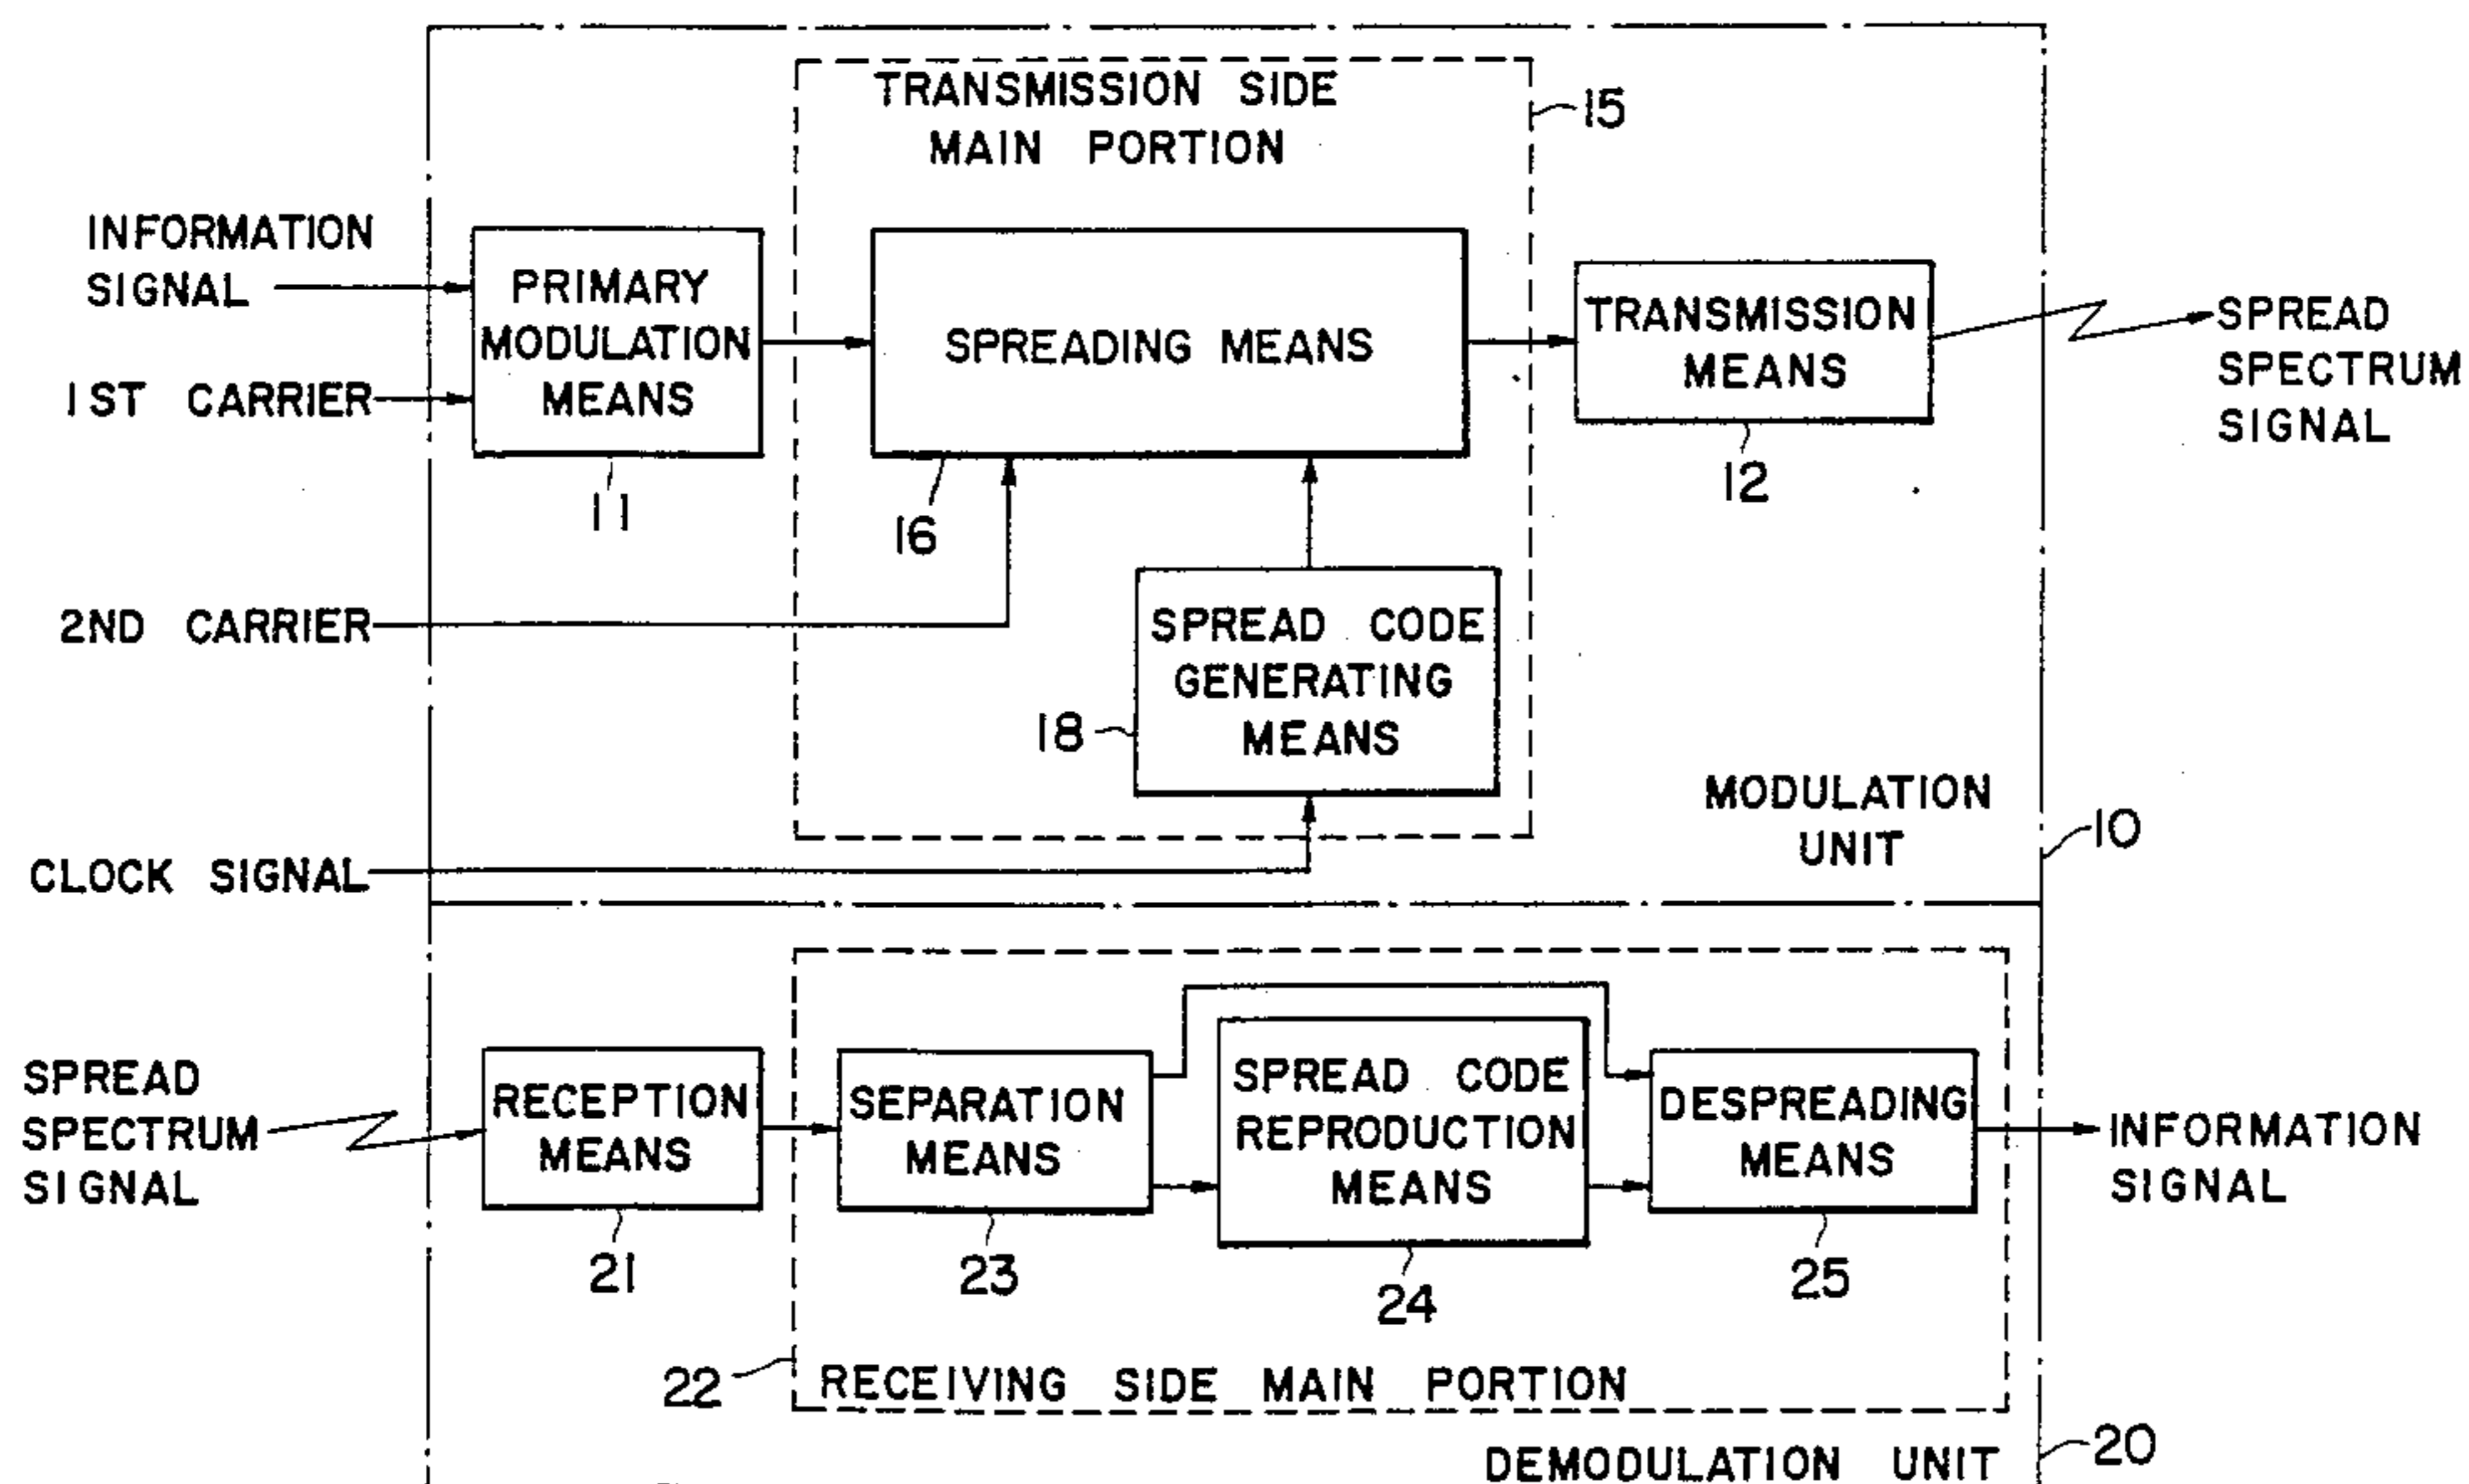 TRANSMISSION SIDE
MAIN PORTION
15
INFORMATION
SIGNAL
1ST CARRIER
PRIMARY
MODULATION
MEANS
11
SPREADING MEANS
16
TRANSMISSION
MEANS
12
SPREAD
SPECTRUM
SIGNAL
2ND CARRIER
SPREAD CODE
GENERATING
MEANS
18
MODULATION
UNIT
10
CLOCK SIGNAL
SPREAD
SPECTRUM
SIGNAL
RECEPTION
MEANS
21
SEPARATION
MEANS
23
SPREAD CODE
REPRODUCTION
MEANS
24
DESPREADING
MEANS
25
INFORMATION
SIGNAL
22
RECEIVING SIDE MAIN PORTION
DEMODULATION UNIT
20